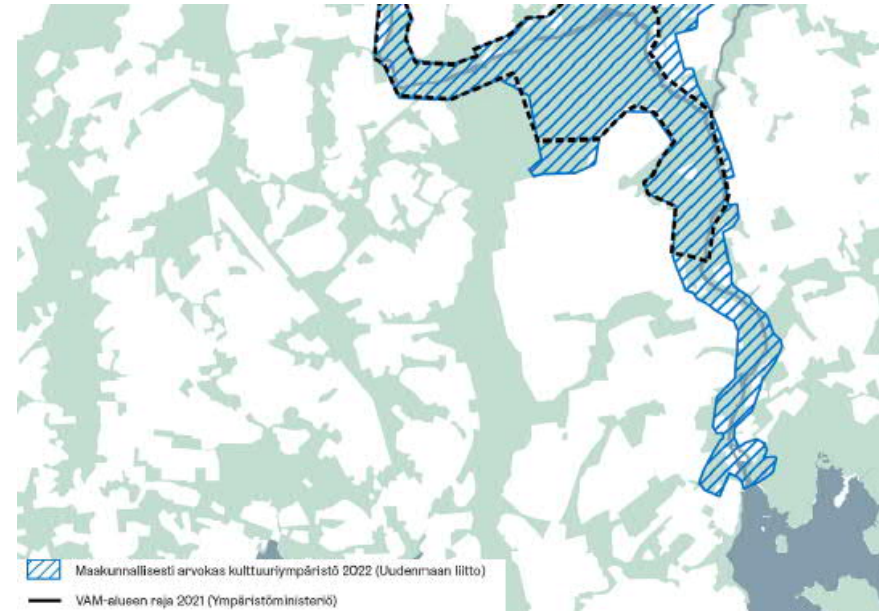 Maakunnallisesti arvokas kulttuuriympäristö 2022 (Uudenmaan liitto)
VAM-alueen raja 2021 (Ympäristöministeriö)